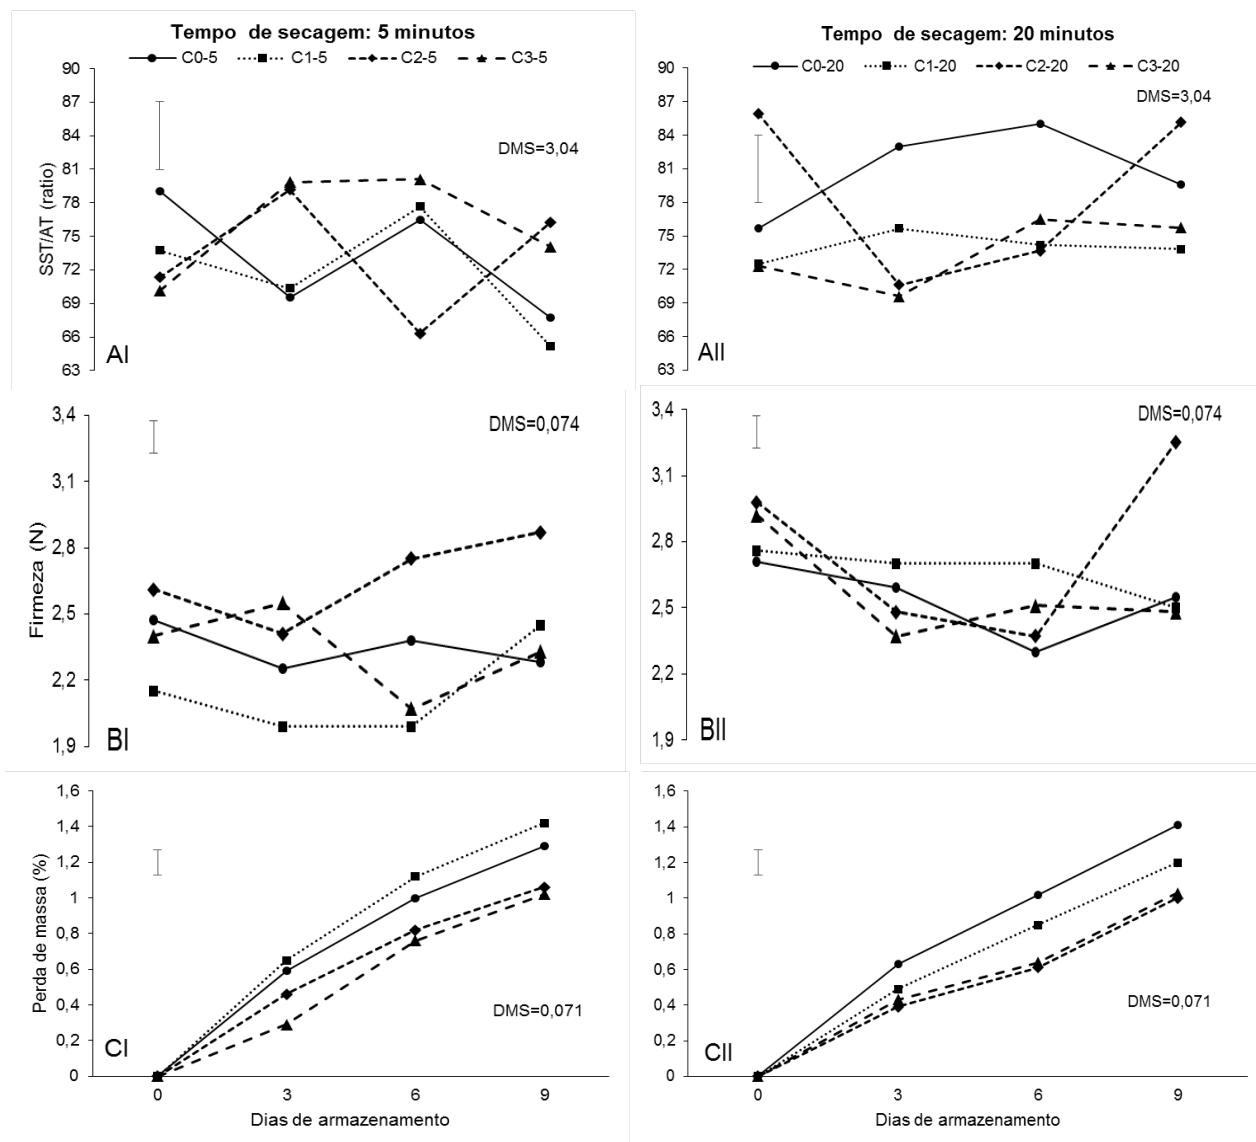 Tempo de secagem: 5 minutos
C0-5 C1-5 C2-5 C3-5
90
87
84
81
78
75
72
69
66
63
SST/AT (ratio)
DMS=3,04
AI
Tempo de secagem: 20 minutos
C0-20 C1-20 C2-20 C3-20
90
87
84
81
78
75
72
69
66
63
DMS=3,04
AII
3,4
3,1
2,8
2,5
2,2
1,9
Firmeza (N)
DMS=0,074
BI
3,4
3,1
2,8
2,5
2,2
1,9
DMS=0,074
BII
1,6
1,4
1,2
1
0,8
0,6
0,4
0,2
0
Perda de massa (%)
DMS=0,071
CI
0 3 6 9
Dias de armazenamento
1,6
1,4
1,2
1
0,8
0,6
0,4
0,2
0
DMS=0,071
CII
0 3 6 9
Dias de armazenamento